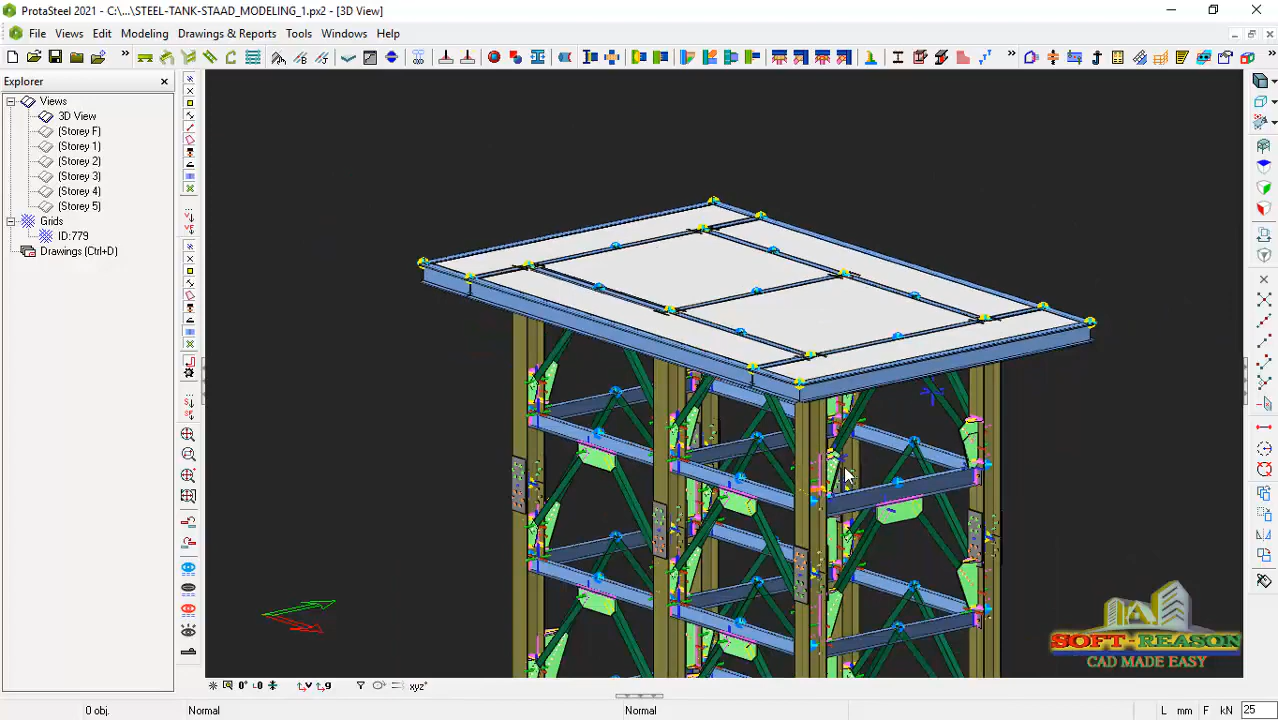 ProtaSteel 2021 - C:\...\STEEL-TANK-STAAD_MODELING_1.px2 - [3D View]
File Views Edit Modeling Drawings & Reports Tools Windows Help
Explorer
Views
3D View
(Storey F)
(Storey 1)
(Storey 2)
(Storey 3)
(Storey 4)
(Storey 5)
Grids
ID:779
Drawings (Ctrl+D)
SOFT-REASON
CAD MADE EASY
0 obj. Normal Normal L mm F kN 25